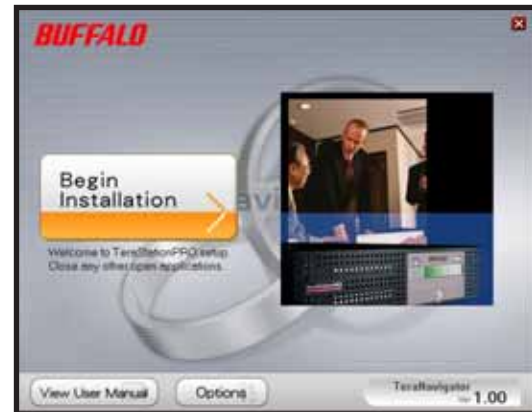 BUFFALO
Begin
Installation
Welcome to TeraStationPRO setup.
Close any other open applications.
View User Manual
Options
TeraNavigator
Ver 1.00